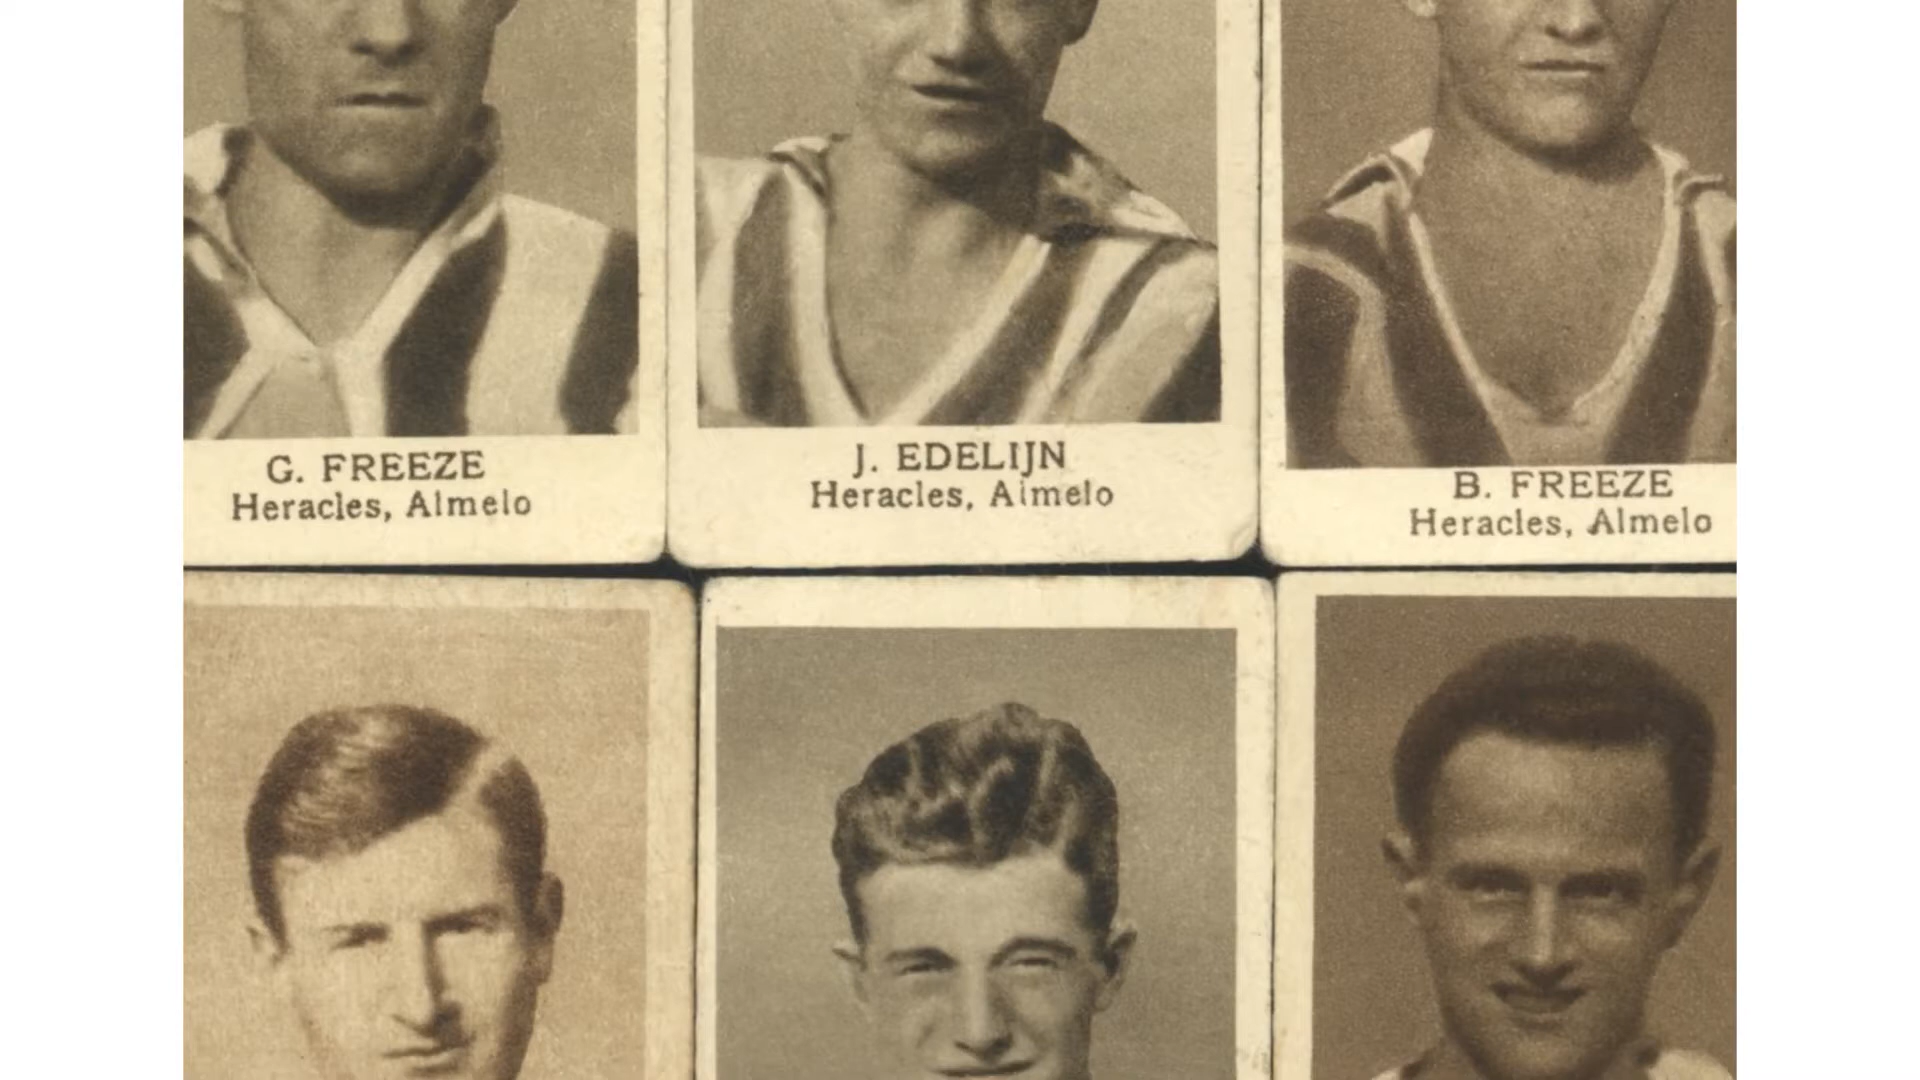 G. FREEZE
Heracles, Almelo
J. EDELIJN
Heracles, Almelo
B. FREEZE
Heracles, Almelo